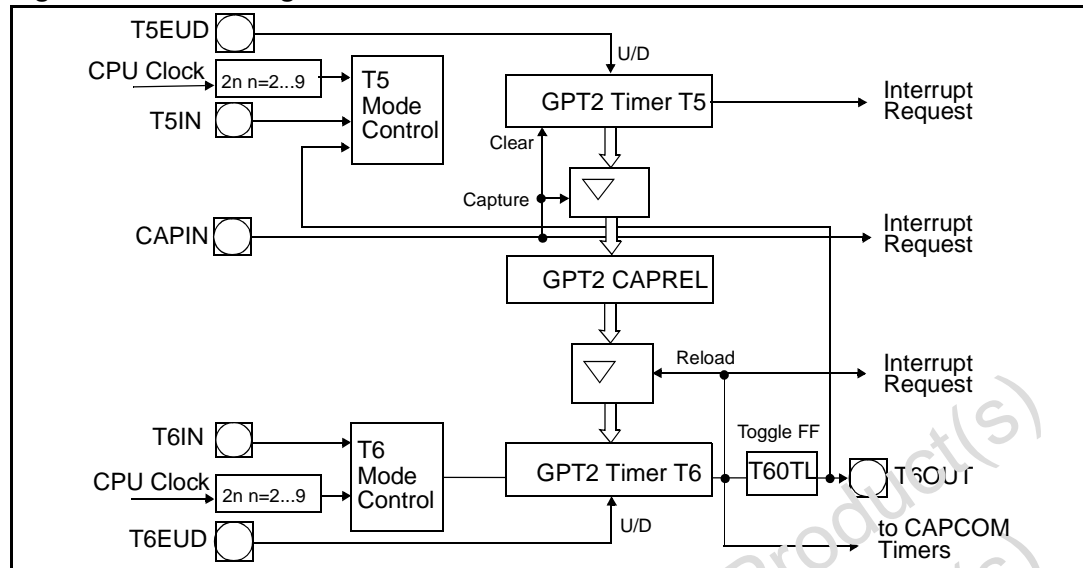 T5EUD
U/D
CPU Clock
2n n=2...9
T5
Mode
Control
GPT2 Timer T5
Interrupt
Request
T5IN
Clear
Capture
CAPIN
Interrupt
Request
GPT2 CAPREL
Reload
Interrupt
Request
T6IN
T6
Mode
Control
Toggle FF
GPT2 Timer T6
T60TL
T6OUT
CPU Clock
2n n=2...9
U/D
T6EUD
to CAPCOM
Timers
Product(s)